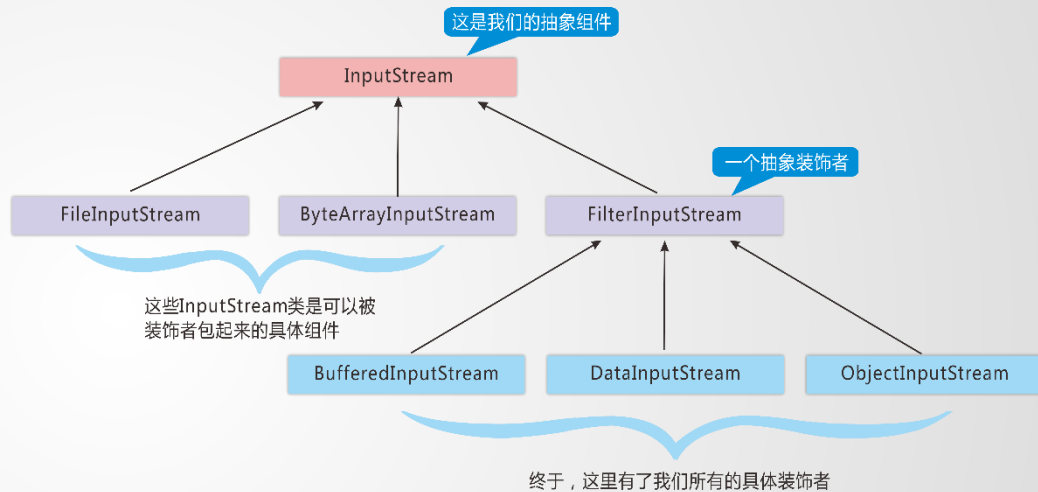 这是我们的抽象组件
InputStream
一个抽象装饰者
FileInputStream
ByteArrayInputStream
FilterInputStream
这些InputStream类是可以被
装饰者包起来的具体组件
BufferedInputStream
DataInputStream
ObjectInputStream
终于，这里有了我们所有的具体装饰者